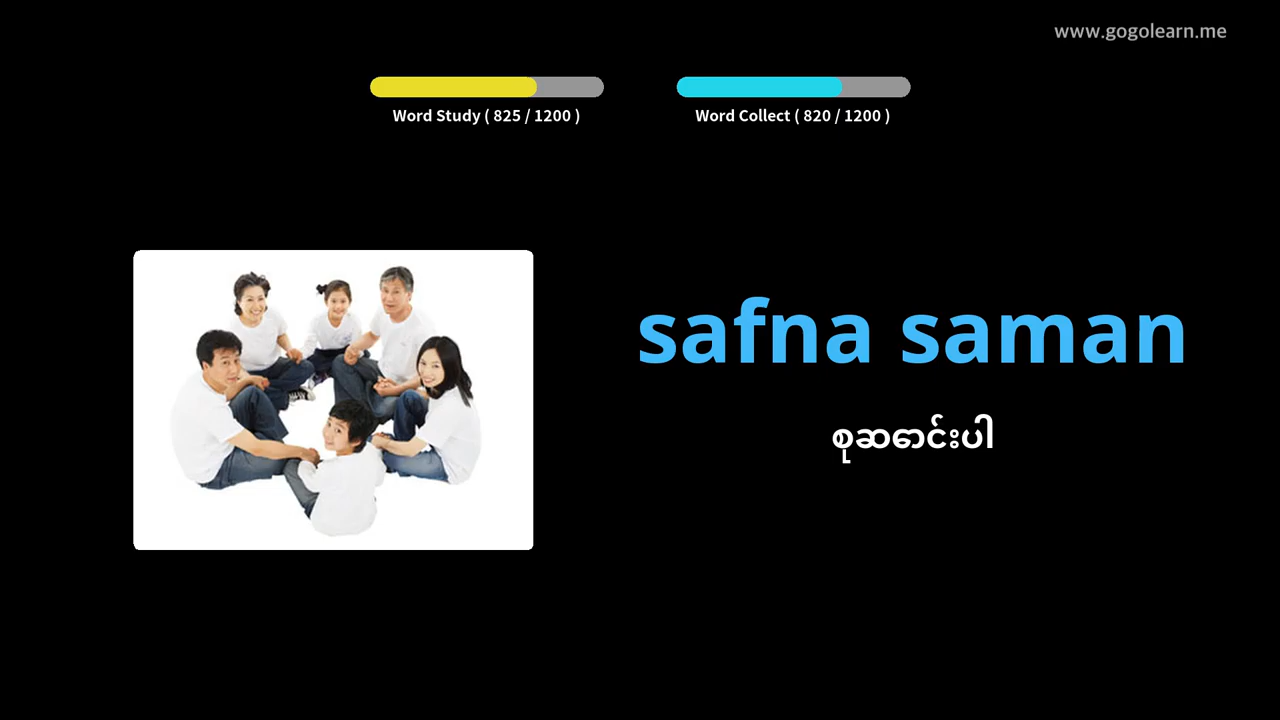 www.gogolearn.me
Word Study ( 825 / 1200 )
Word Collect ( 820 / 1200 )
safna saman
စုဆောင်းပါ